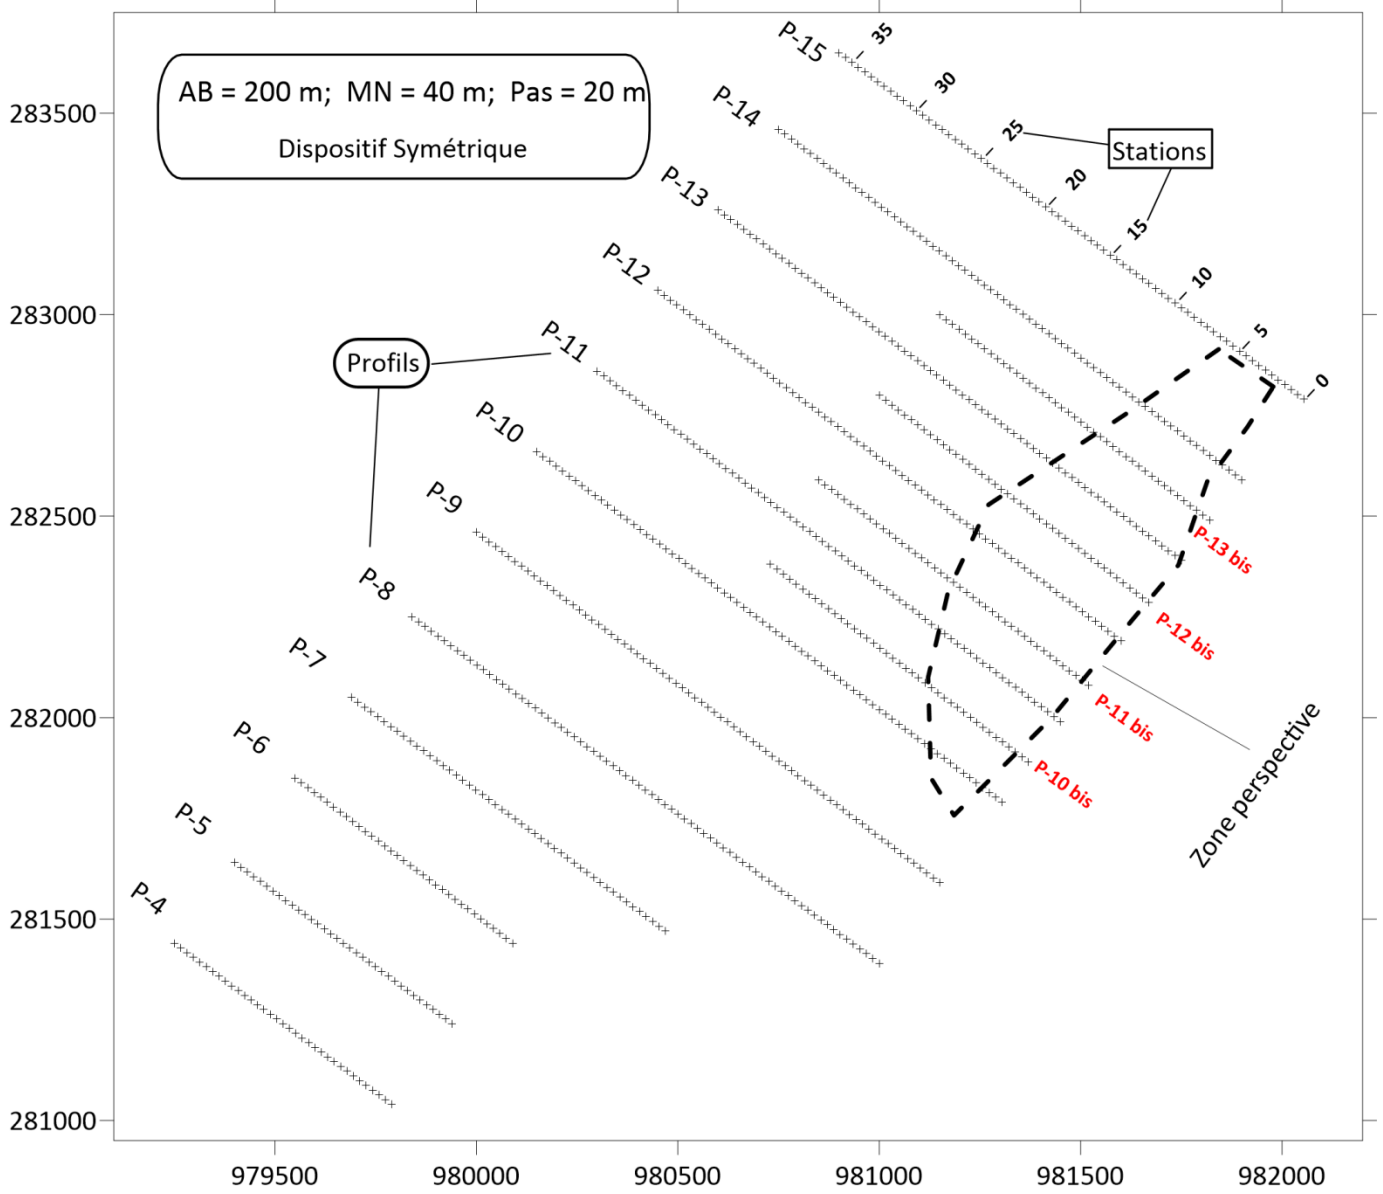 P-15
35
AB = 200 m; MN = 40 m; Pas = 20 m
Dispositif Symétrique
30
P-14
25
Stations
283500
P-13
20
15
P-12
10
283000
P-11
Profils
5
0
P-10
P-9
282500
P-13 bis
P-8
P-12 bis
P-7
282000
P-11 bis
P-6
P-10 bis
Zone perspective
P-5
P-4
281500
281000
979500
980000
980500
981000
981500
982000